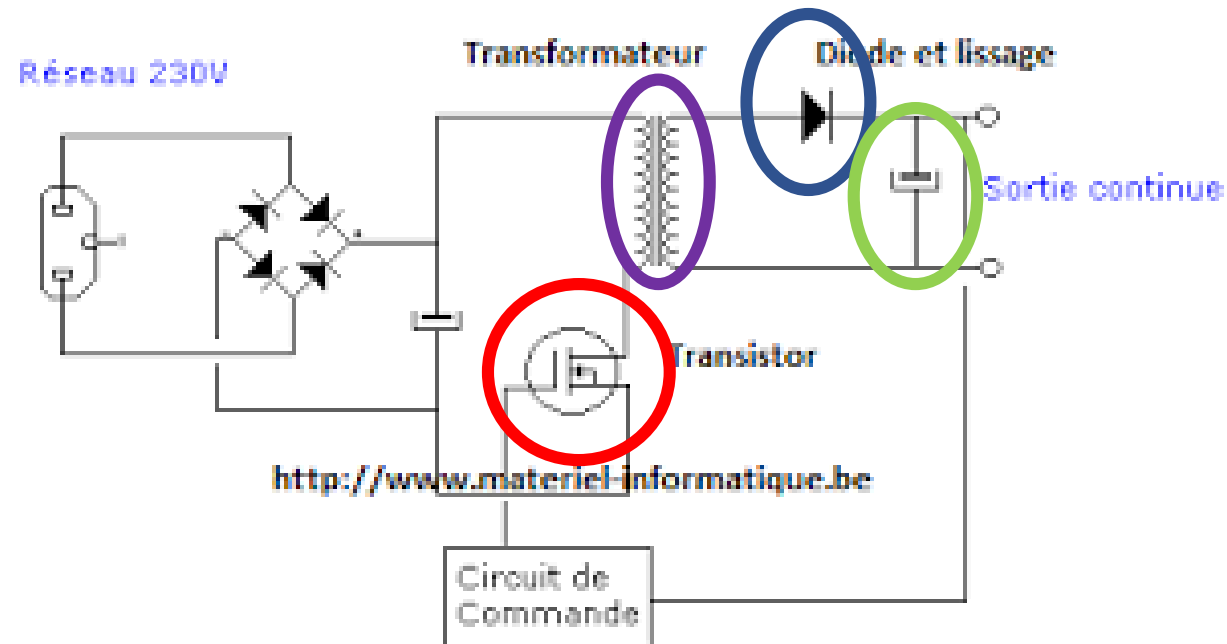 Transformateur
Diode et lissage
Réseau 230V
Sortie continue
Transistor
http://www.materiel-informatique.be
Circuit de
Commande